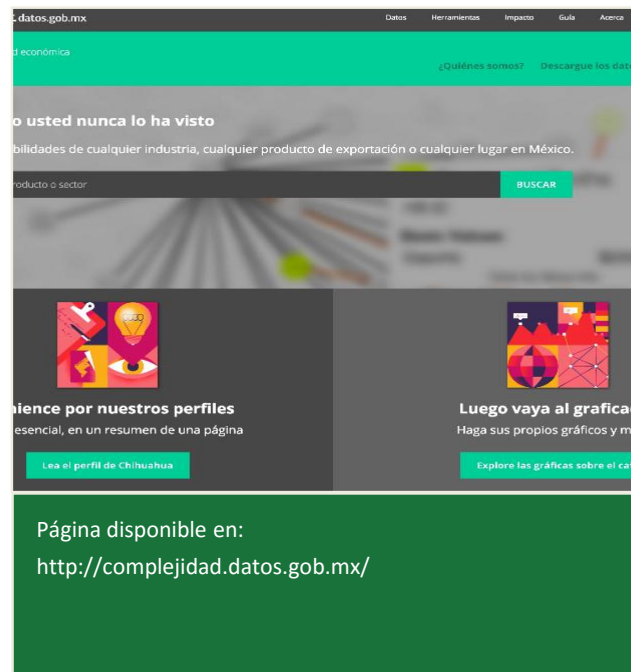 datos.gob.mx
Datos Herramientas Impacto Guía Acerca
d económica
¿Quiénes somos? Descargue los dat
o usted nunca lo ha visto
bilidades de cualquier industria, cualquier producto de exportación o cualquier lugar en México.
roducto o sector
BUSCAR
ience por nuestros perfiles
esencial, en un resumen de una página
Lea el perfil de Chihuahua
Luego vaya al grafica
Haga sus propios gráficos y m
Explore las gráficas sobre el ca
Página disponible en:
http://complejidad.datos.gob.mx/